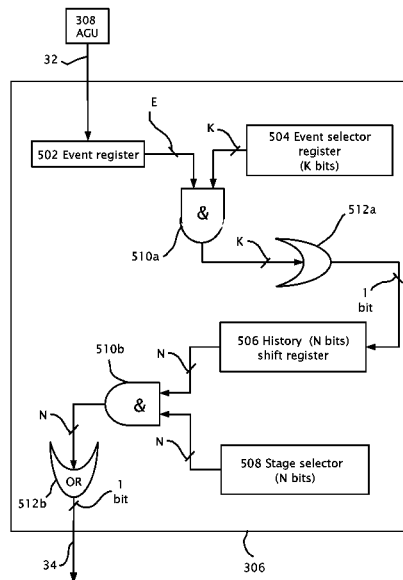 308
AGU
32
E
502 Event register
K
504 Event selector
register
(K bits)
&
510a
K
512a
1
bit
506 History (N bits)
shift register
510b
N
&
N
N
508 Stage selector
(N bits)
OR
512b
1
bit
34
306